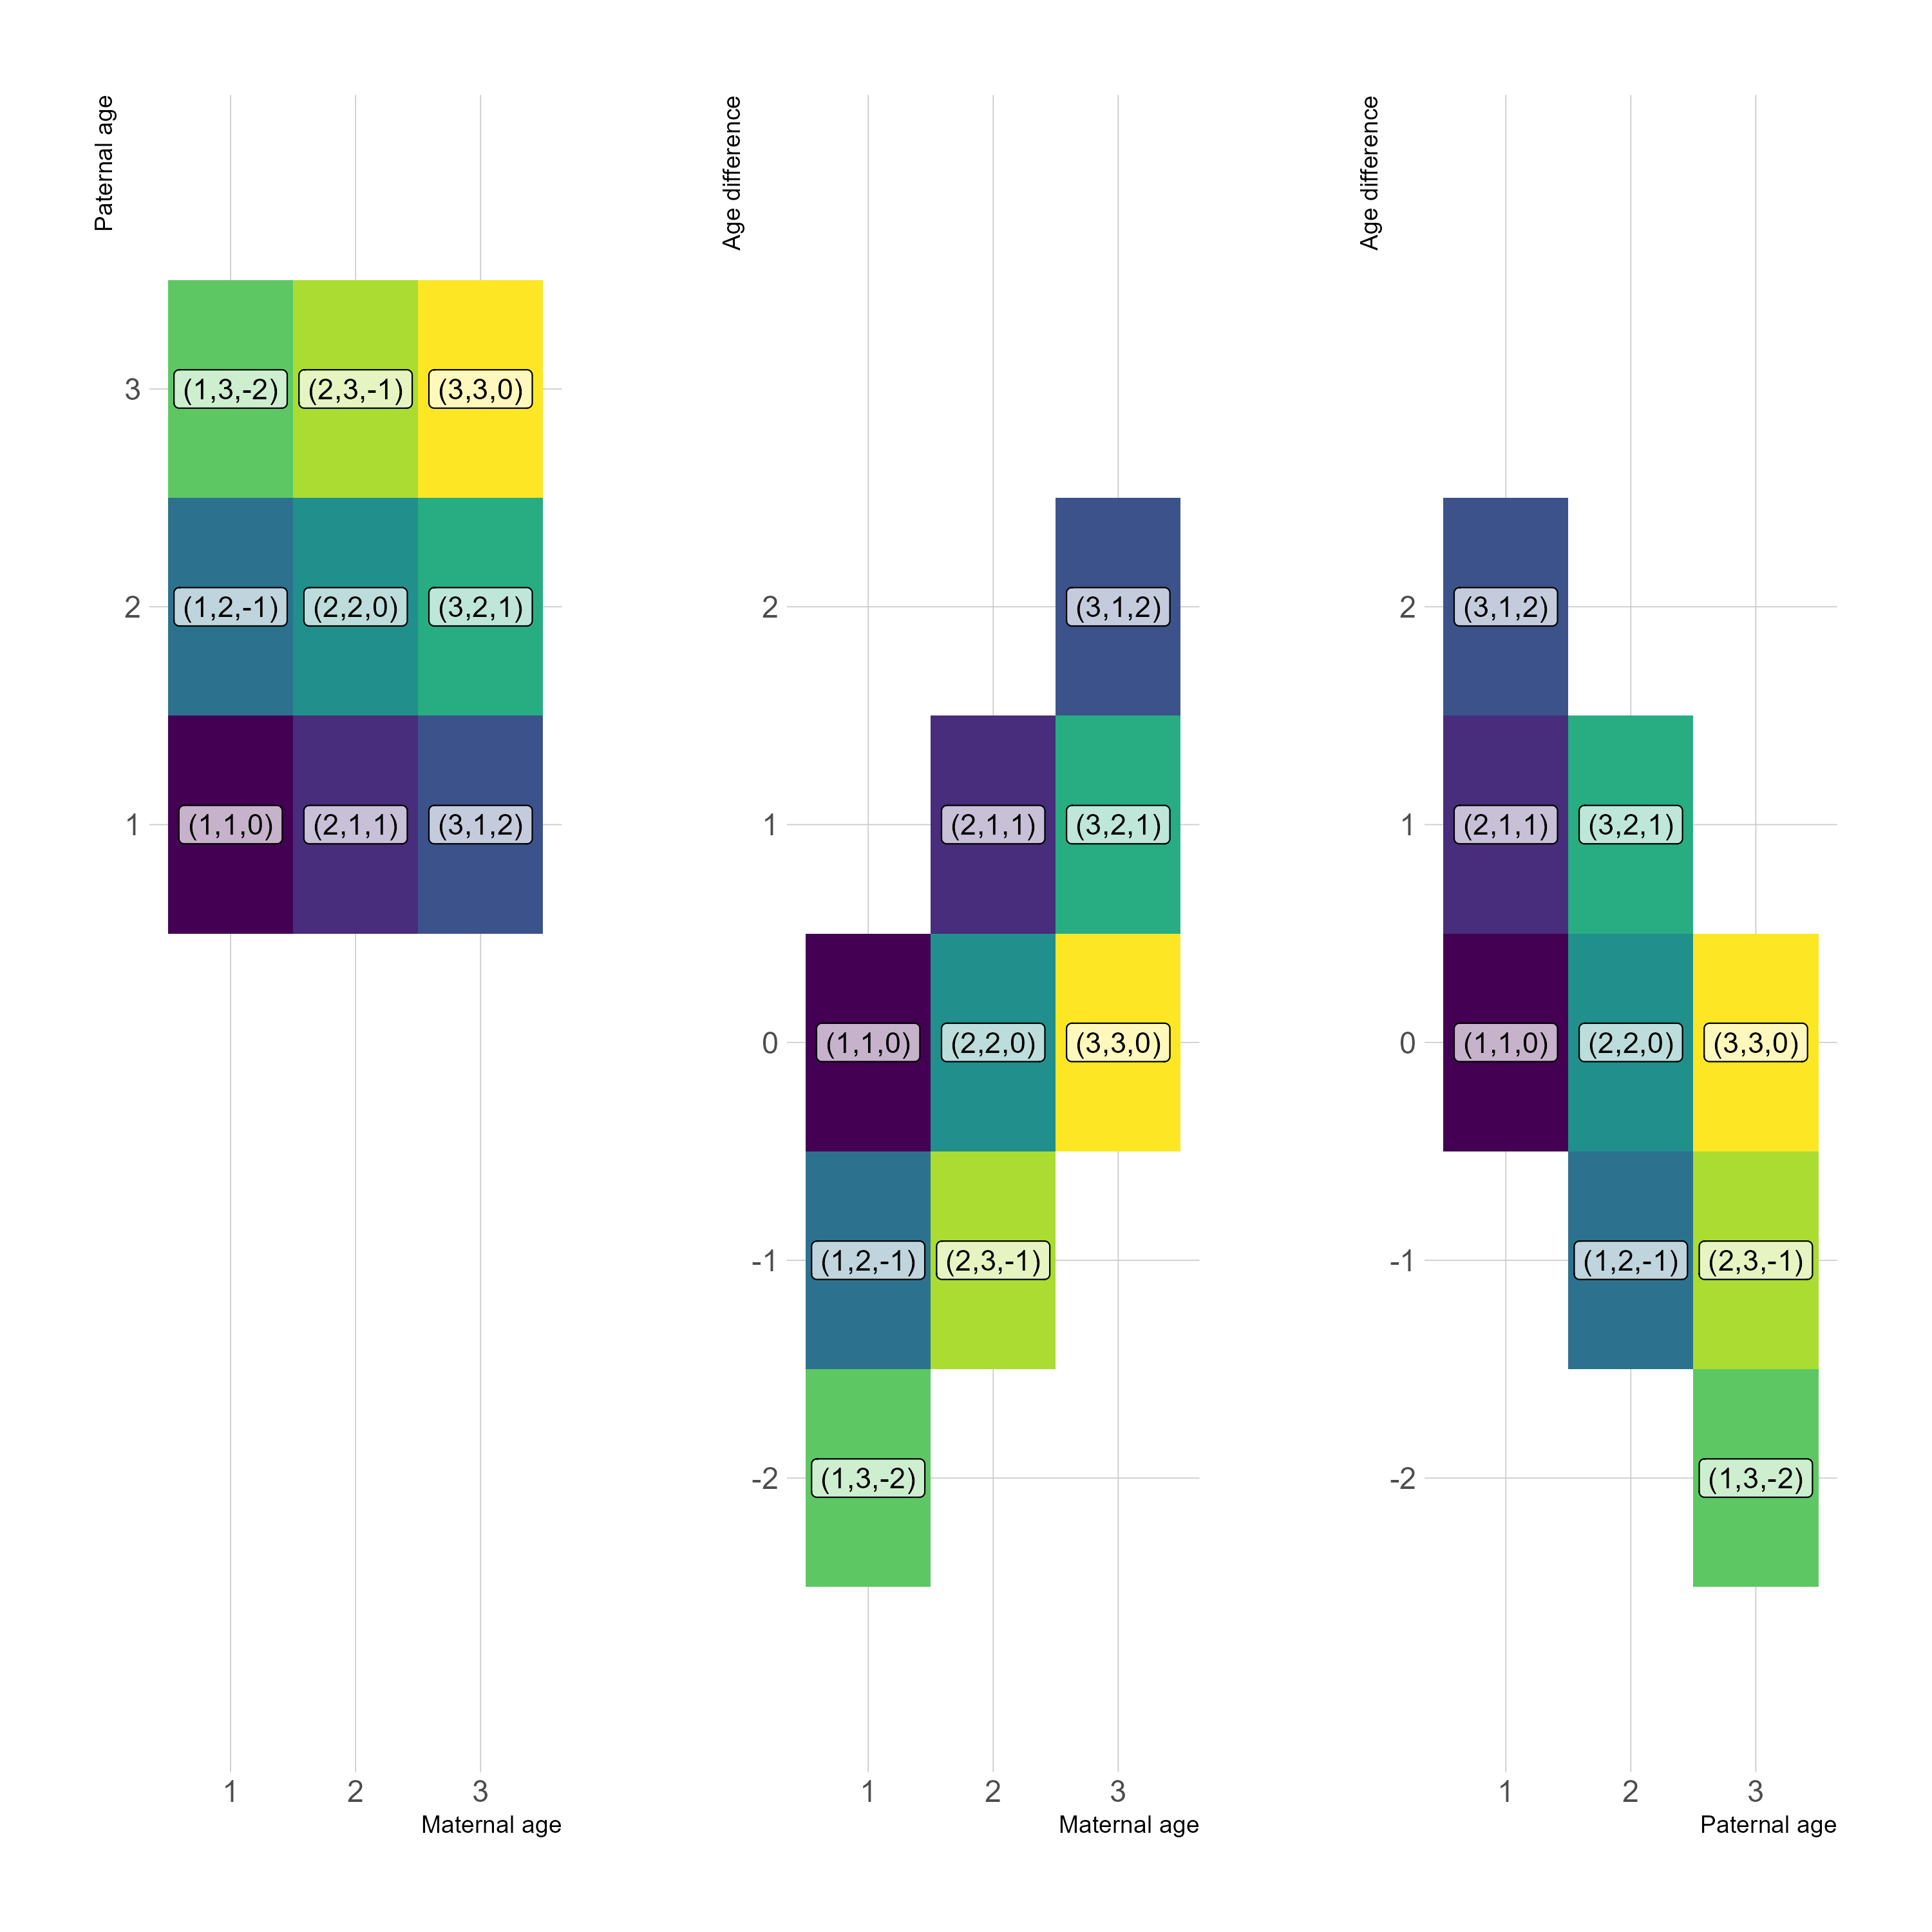 Paternal age
3
(1,3,-2) (2,3,-1) (3,3,0)
2
(1,2,-1) (2,2,0) (3,2,1)
1
(1,1,0) (2,1,1) (3,1,2)
1 2 3
Maternal age
Age difference
2
(3,1,2)
1
(2,1,1) (3,2,1)
0
(1,1,0) (2,2,0) (3,3,0)
-1
(1,2,-1) (2,3,-1)
-2
(1,3,-2)
1 2 3
Maternal age
Age difference
2
(3,1,2)
1
(2,1,1) (3,2,1)
0
(1,1,0) (2,2,0) (3,3,0)
-1
(1,2,-1) (2,3,-1)
-2
(1,3,-2)
1 2 3
Paternal age